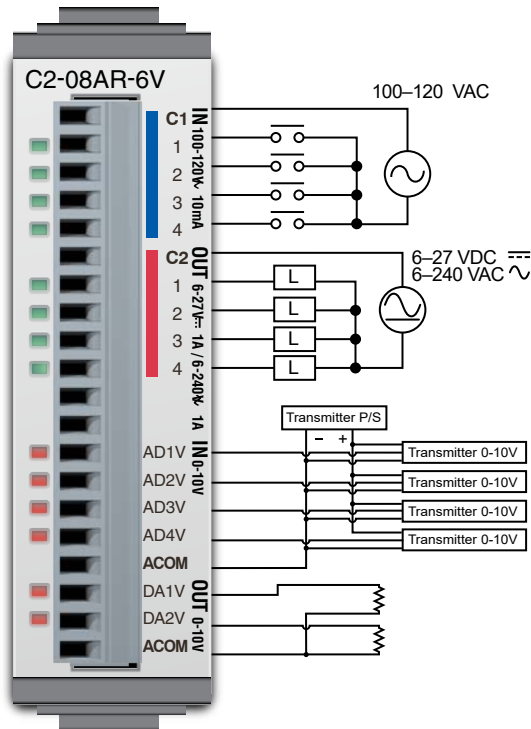 C2-08AR-6V
100–120 VAC
C1
IN 100-120V~ 10mA
1
2
3
4
C2
OUT 6-27V⎓ 1A / 6-240V~ 1A
1
2
3
4
6–27 VDC ⎓
6–240 VAC ∿
L
L
L
L
Transmitter P/S
– +
IN 0-10V
AD1V
Transmitter 0-10V
AD2V
Transmitter 0-10V
AD3V
Transmitter 0-10V
AD4V
Transmitter 0-10V
ACOM
OUT 0-10V
DA1V
DA2V
ACOM